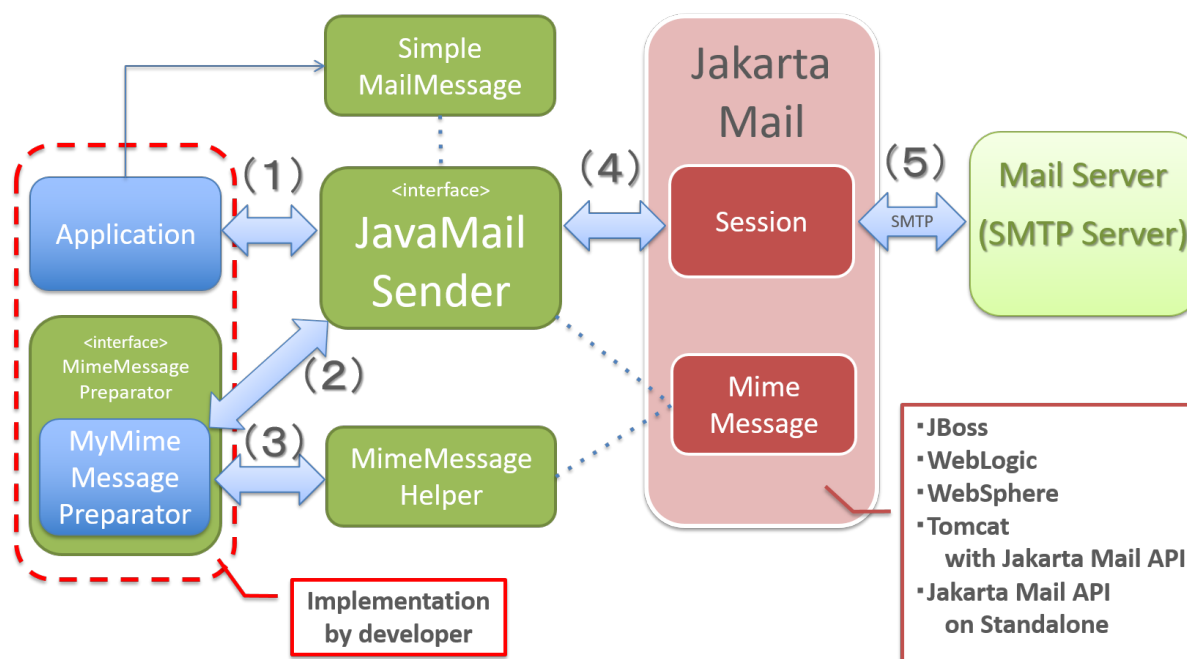 Simple
MailMessage
Jakarta
Mail
(1)
(4)
(5)
Application
<interface>
JavaMail
Sender
Session
SMTP
Mail Server
(SMTP Server)
<interface>
MimeMessage
Preparator
(2)
MyMime
Message
Preparator
(3)
MimeMessage
Helper
Mime
Message
・JBoss
・WebLogic
・WebSphere
・Tomcat
with Jakarta Mail API
・Jakarta Mail API
on Standalone
Implementation
by developer